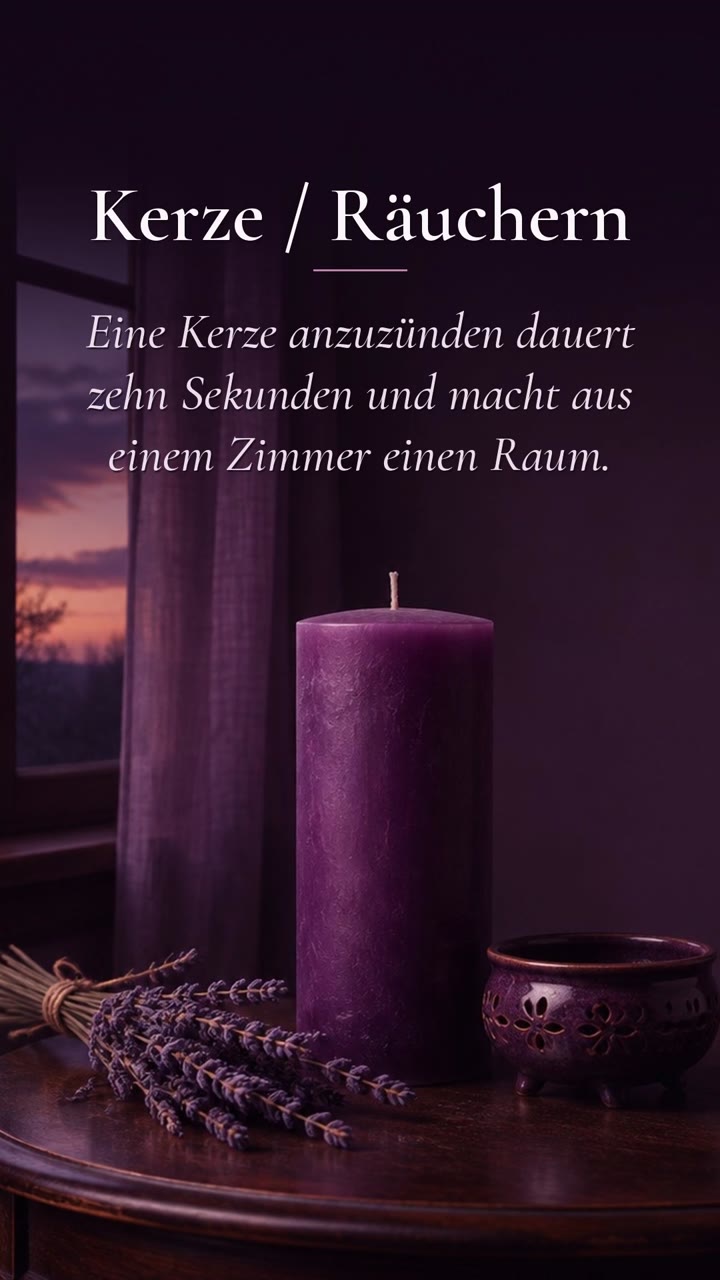 Kerze / Räuchern
Eine Kerze anzuzünden dauert
zehn Sekunden und macht aus
einem Zimmer einen Raum.